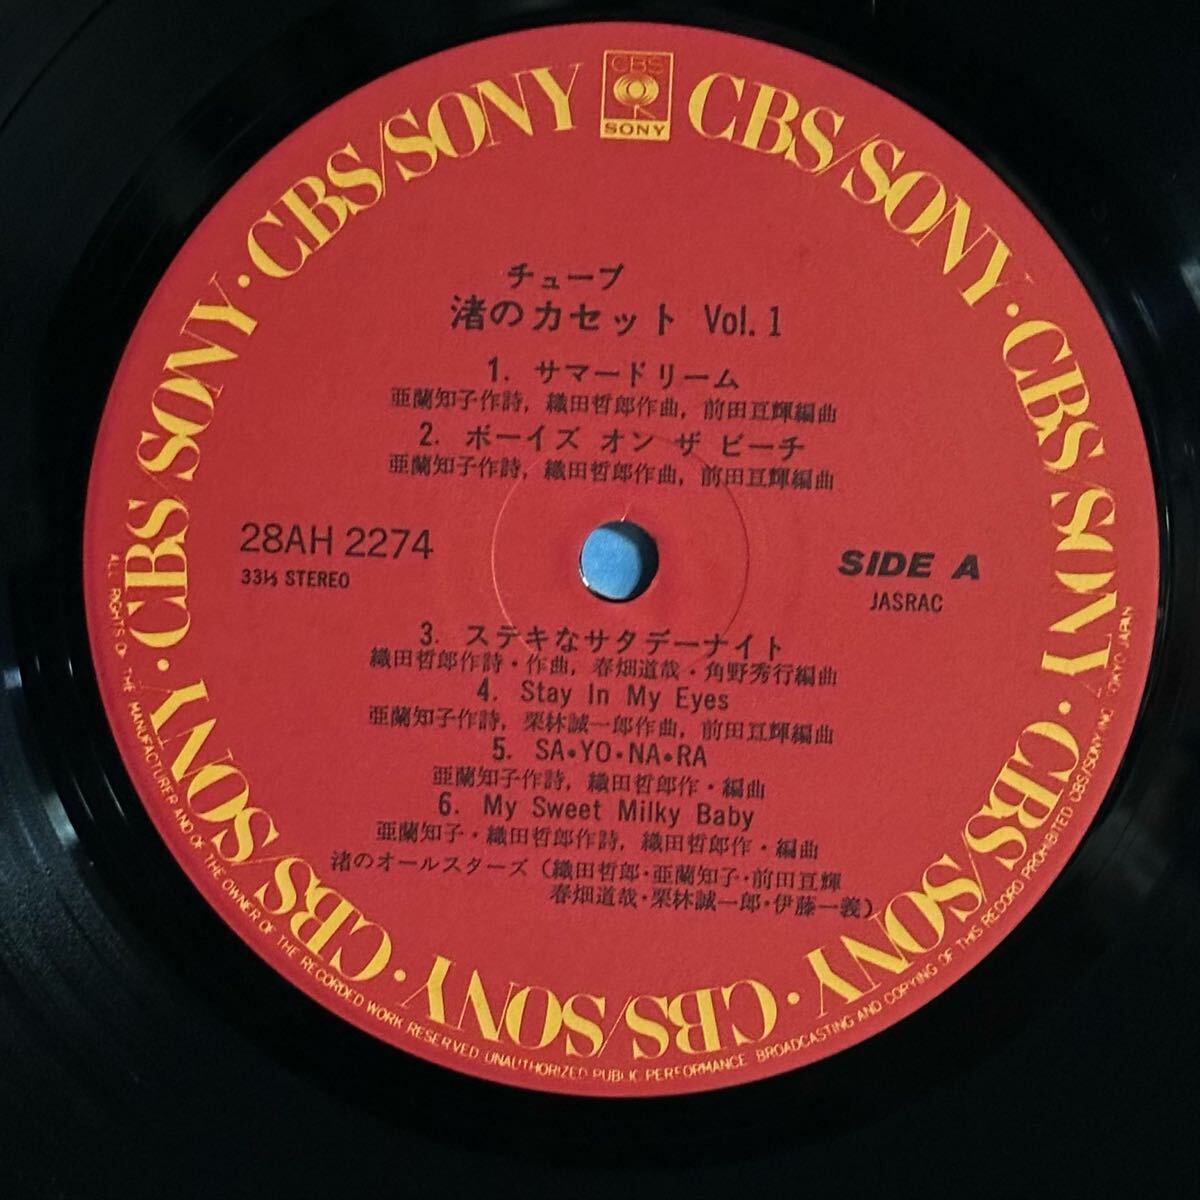 CBS
SONY
CBS/SONY · CBS/SONY · CBS/SONY · CBS/SONY · CBS/SONY · CBS/SONY · CBS/SONY · CBS/SONY
チューブ
渚のカセット Vol. 1
1. サマードリーム
亜蘭知子作詩, 織田哲郎作曲, 前田亘輝編曲
2. ボーイズ オン ザ ビーチ
亜蘭知子作詩, 織田哲郎作曲, 前田亘輝編曲
28AH 2274
33⅓ STEREO
SIDE A
JASRAC
3. ステキなサタデーナイト
織田哲郎作詩・作曲, 春畑道哉・角野秀行編曲
4. Stay In My Eyes
亜蘭知子作詩, 栗林誠一郎作曲, 前田亘輝編曲
5. SA・YO・NA・RA
亜蘭知子作詩, 織田哲郎作・編曲
6. My Sweet Milky Baby
亜蘭知子・織田哲郎作詩, 織田哲郎作・編曲
渚のオールスターズ (織田哲郎・亜蘭知子・前田亘輝
春畑道哉・栗林誠一郎・伊藤一義)
ALL RIGHTS OF THE MANUFACTURER AND OF THE OWNER OF THE RECORDED WORK RESERVED UNAUTHORIZED PUBLIC PERFORMANCE BROADCASTING AND COPYING OF THIS RECORD PROHIBITED CBS/SONY INC TOKYO JAPAN